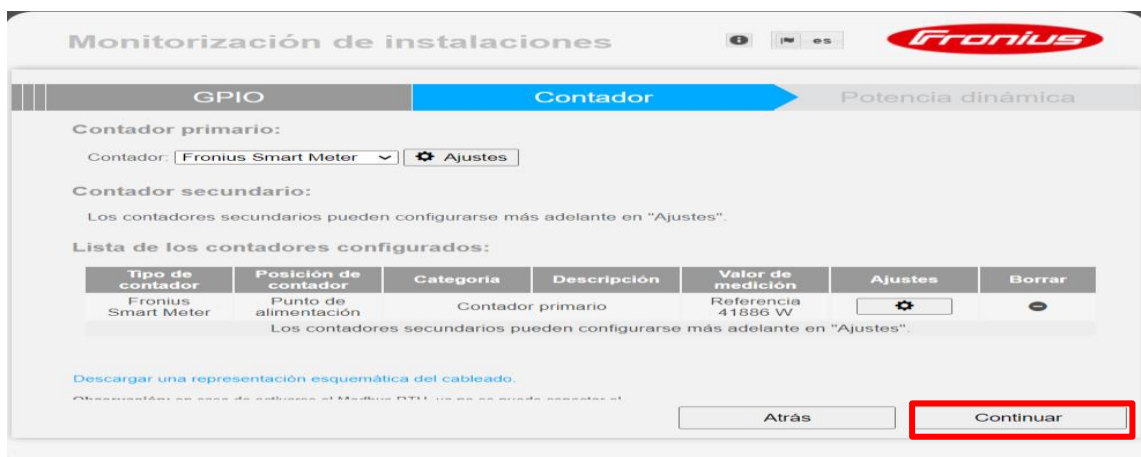 Monitorización de instalaciones
es
Fronius
GPIO
Contador
Potencia dinámica
Contador primario:
Contador: Fronius Smart Meter Ajustes
Contador secundario:
Los contadores secundarios pueden configurarse más adelante en "Ajustes".
Lista de los contadores configurados:
Tipo de contador Posición de contador Categoría Descripción Valor de medición Ajustes Borrar
Fronius Smart Meter Punto de alimentación Contador primario Referencia 41886 W
Los contadores secundarios pueden configurarse más adelante en "Ajustes".
Descargar una representación esquemática del cableado.
Atrás
Continuar